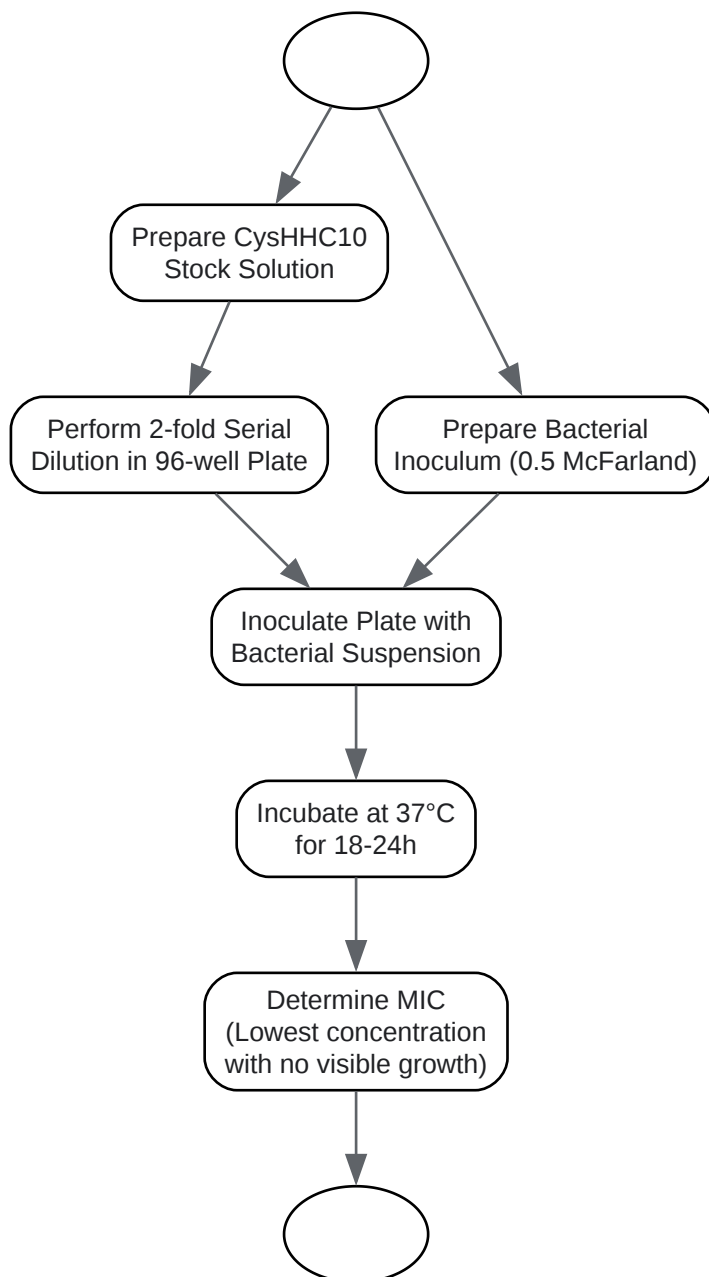 Prepare CysHHC10
Stock Solution
Perform 2-fold Serial
Dilution in 96-well Plate
Prepare Bacterial
Inoculum (0.5 McFarland)
Inoculate Plate with
Bacterial Suspension
Incubate at 37°C
for 18-24h
Determine MIC
(Lowest concentration
with no visible growth)